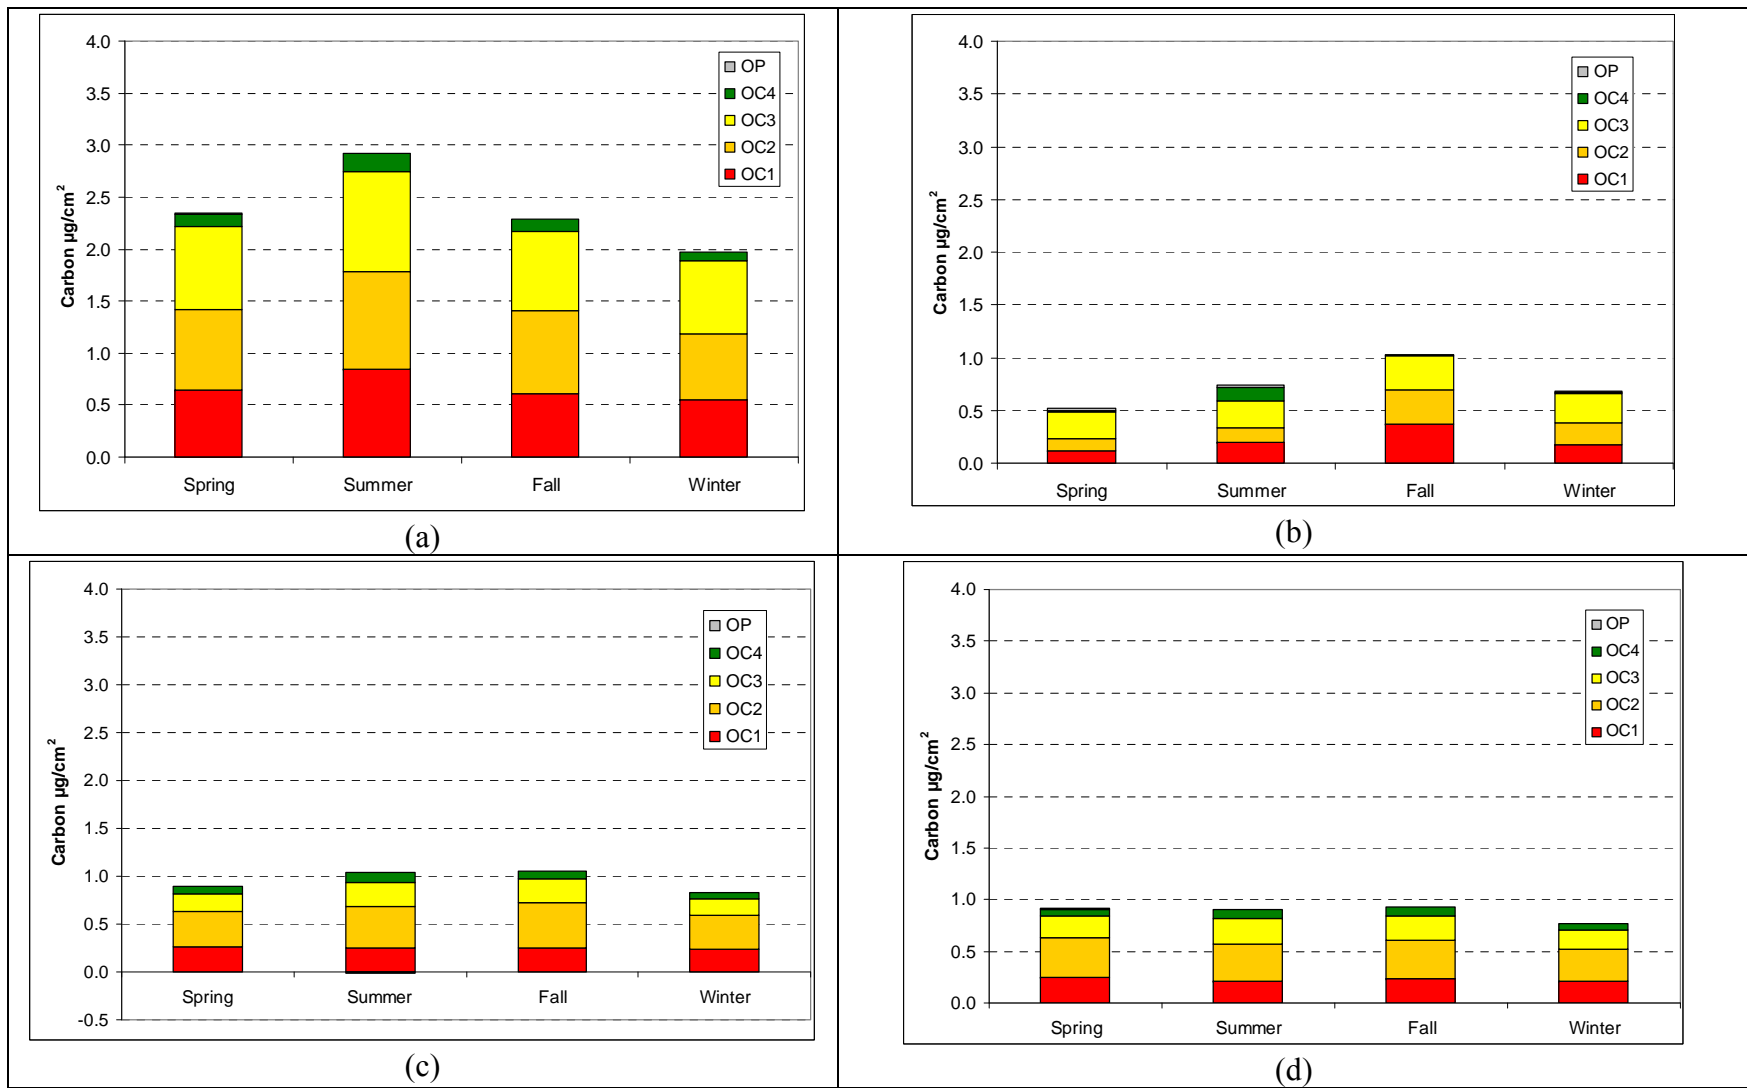 4.0
3.5
3.0
2.5
2.0
1.5
1.0
0.5
0.0
Carbon µg/cm²
OP
OC4
OC3
OC2
OC1
Spring Summer Fall Winter
(a)
4.0
3.5
3.0
2.5
2.0
1.5
1.0
0.5
0.0
Carbon µg/cm²
OP
OC4
OC3
OC2
OC1
Spring Summer Fall Winter
(b)
4.0
3.5
3.0
2.5
2.0
1.5
1.0
0.5
0.0
-0.5
Carbon µg/cm²
OP
OC4
OC3
OC2
OC1
Spring Summer Fall Winter
(c)
4.0
3.5
3.0
2.5
2.0
1.5
1.0
0.5
0.0
Carbon µg/cm²
OP
OC4
OC3
OC2
OC1
Spring Summer Fall Winter
(d)